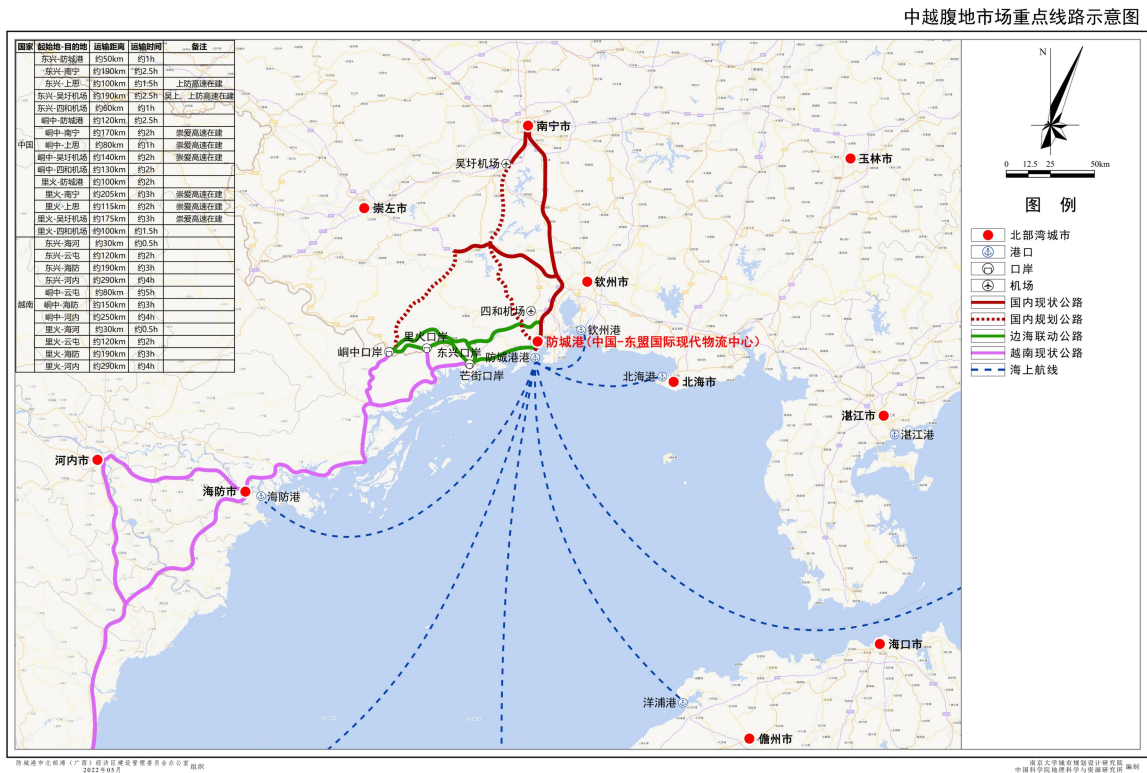 中越腹地市场重点线路示意图
国家 起始地-目的地 运输距离 运输时间 备注
中国
东兴-防城港 约50km 约1h
东兴-南宁 约190km 约2.5h
东兴-上思 约100km 约1.5h 上防高速在建
东兴-吴圩机场 约190km 约2.5h 吴上、上防高速在建
东兴-四和机场 约60km 约1h
峒中-防城港 约120km 约2.5h
峒中-南宁 约170km 约2h 崇爱高速在建
峒中-上思 约80km 约1h 崇爱高速在建
峒中-吴圩机场 约140km 约2h 崇爱高速在建
峒中-四和机场 约130km 约2h
里火-防城港 约100km 约2h
里火-南宁 约205km 约3h 崇爱高速在建
里火-上思 约115km 约2h 崇爱高速在建
里火-吴圩机场 约175km 约3h 崇爱高速在建
里火-四和机场 约100km 约1.5h
越南
东兴-海河 约30km 约0.5h
东兴-云屯 约120km 约2h
东兴-海防 约190km 约3h
东兴-河内 约290km 约4h
峒中-云屯 约80km 约5h
峒中-海防 约150km 约3h
峒中-河内 约250km 约4h
里火-海河 约30km 约0.5h
里火-云屯 约120km 约2h
里火-海防 约190km 约3h
里火-河内 约290km 约4h
N
0 12.5 25 50km
图 例
北部湾城市
港口
口岸
机场
国内现状公路
国内规划公路
边海联动公路
越南现状公路
海上航线
南宁市
吴圩机场
玉林市
崇左市
钦州市
四和机场
钦州港
里火口岸
防城港(中国-东盟国际现代物流中心)
峒中口岸
东兴口岸
防城港港
芒街口岸
北海港
北海市
湛江市
湛江港
河内市
海防市
海防港
海口市
洋浦港
儋州市
防城港市北部湾（广西）经济区建设管理委员会办公室 组织
2022年05月
南京大学城市规划设计研究院 编制
中国科学院地理科学与资源研究所